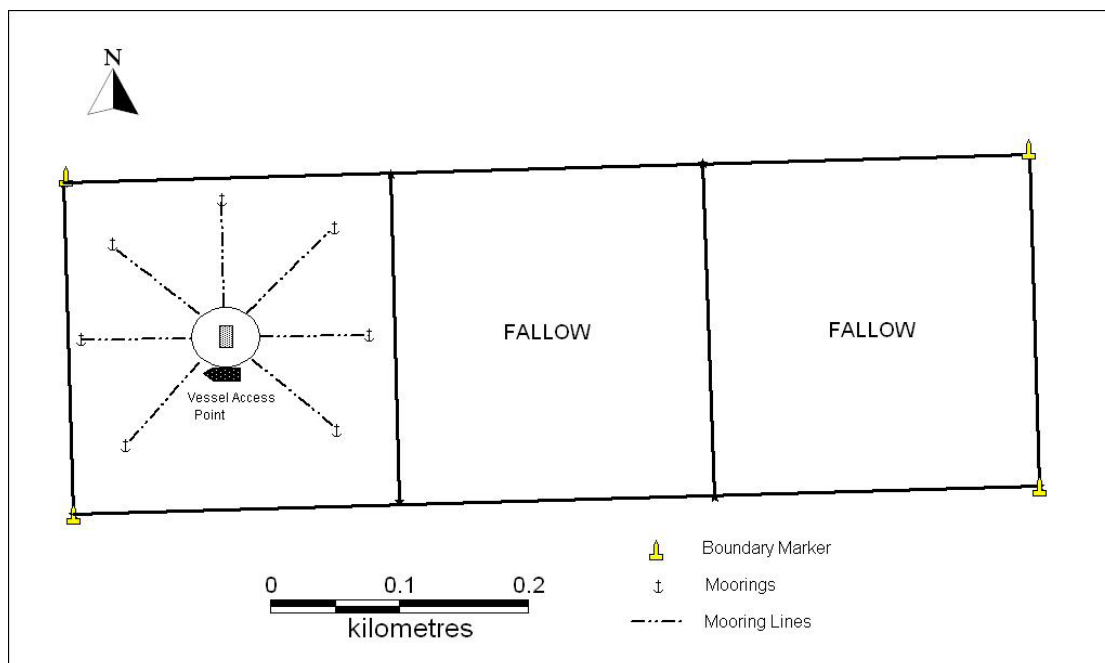 N
FALLOW
FALLOW
Vessel Access
Point
0 0.1 0.2
kilometres
Boundary Marker
Moorings
Mooring Lines